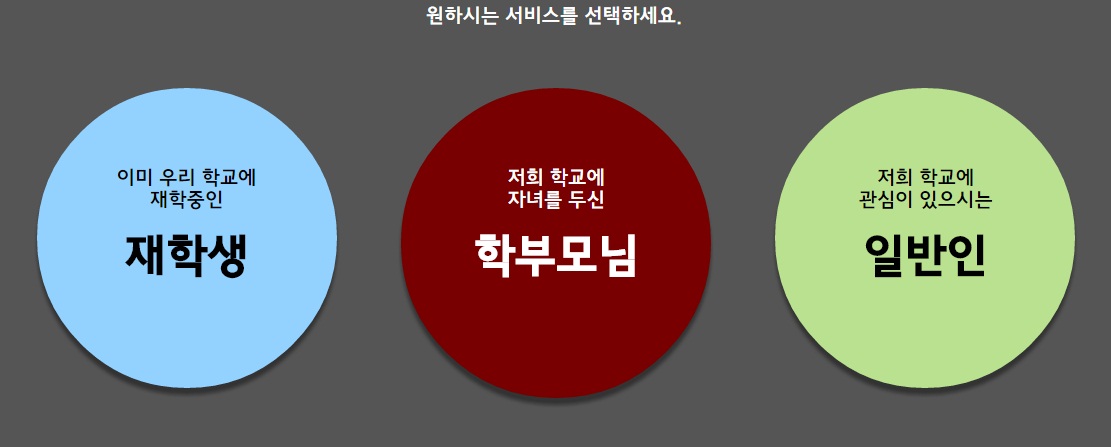 원하시는 서비스를 선택하세요.
이미 우리 학교에
재학중인
재학생
저희 학교에
자녀를 두신
학부모님
저희 학교에
관심이 있으시는
일반인